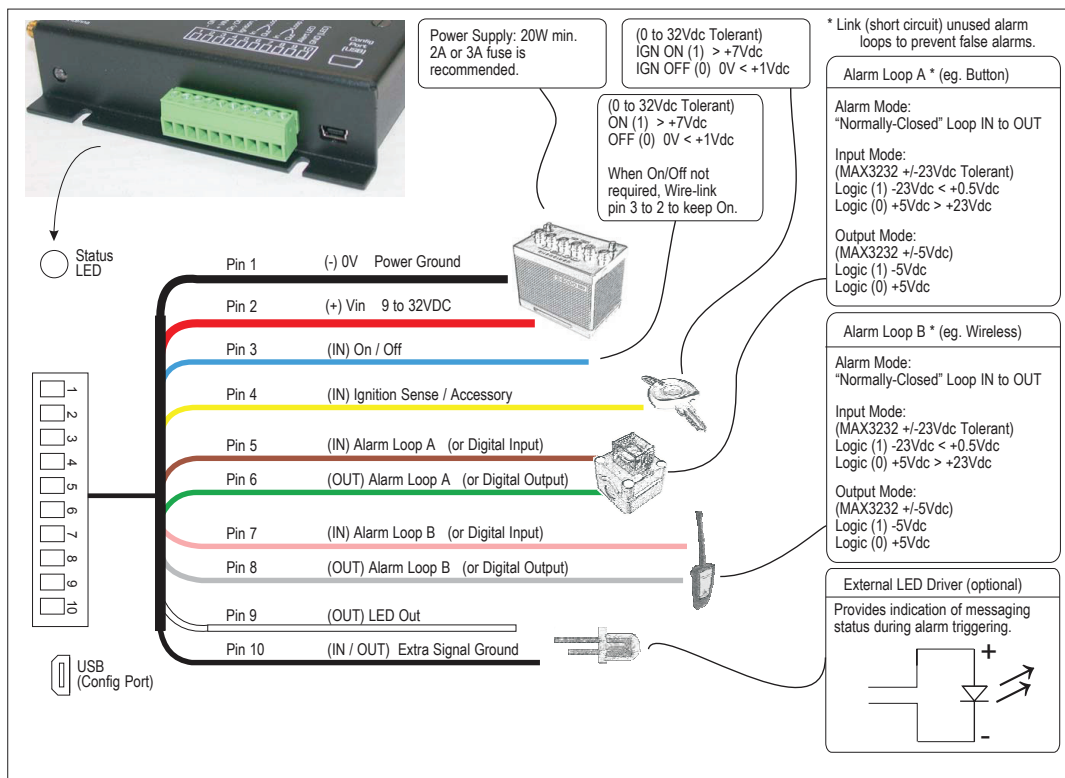 Config
Port
(USB)
Power Supply: 20W min.
2A or 3A fuse is
recommended.
(0 to 32Vdc Tolerant)
IGN ON (1)  > +7Vdc
IGN OFF (0)  0V < +1Vdc
* Link (short circuit) unused alarm
loops to prevent false alarms.
(0 to 32Vdc Tolerant)
ON (1)  > +7Vdc
OFF (0)  0V < +1Vdc
When On/Off not
required, Wire-link
pin 3 to 2 to keep On.
Alarm Loop A * (eg. Button)
Alarm Mode:
“Normally-Closed” Loop IN to OUT
Input Mode:
(MAX3232 +/-23Vdc Tolerant)
Logic (1) -23Vdc < +0.5Vdc
Logic (0) +5Vdc > +23Vdc
Output Mode:
(MAX3232 +/-5Vdc)
Logic (1) -5Vdc
Logic (0) +5Vdc
Status
LED
Pin 1 (-) 0V Power Ground
Pin 2 (+) Vin 9 to 32VDC
Pin 3 (IN) On / Off
Pin 4 (IN) Ignition Sense / Accessory
Pin 5 (IN) Alarm Loop A (or Digital Input)
Pin 6 (OUT) Alarm Loop A (or Digital Output)
Pin 7 (IN) Alarm Loop B (or Digital Input)
Pin 8 (OUT) Alarm Loop B (or Digital Output)
Pin 9 (OUT) LED Out
Pin 10 (IN / OUT) Extra Signal Ground
1
2
3
4
5
6
7
8
9
10
USB
(Config Port)
Alarm Loop B * (eg. Wireless)
Alarm Mode:
“Normally-Closed” Loop IN to OUT
Input Mode:
(MAX3232 +/-23Vdc Tolerant)
Logic (1) -23Vdc < +0.5Vdc
Logic (0) +5Vdc > +23Vdc
Output Mode:
(MAX3232 +/-5Vdc)
Logic (1) -5Vdc
Logic (0) +5Vdc
External LED Driver (optional)
Provides indication of messaging
status during alarm triggering.
+
-